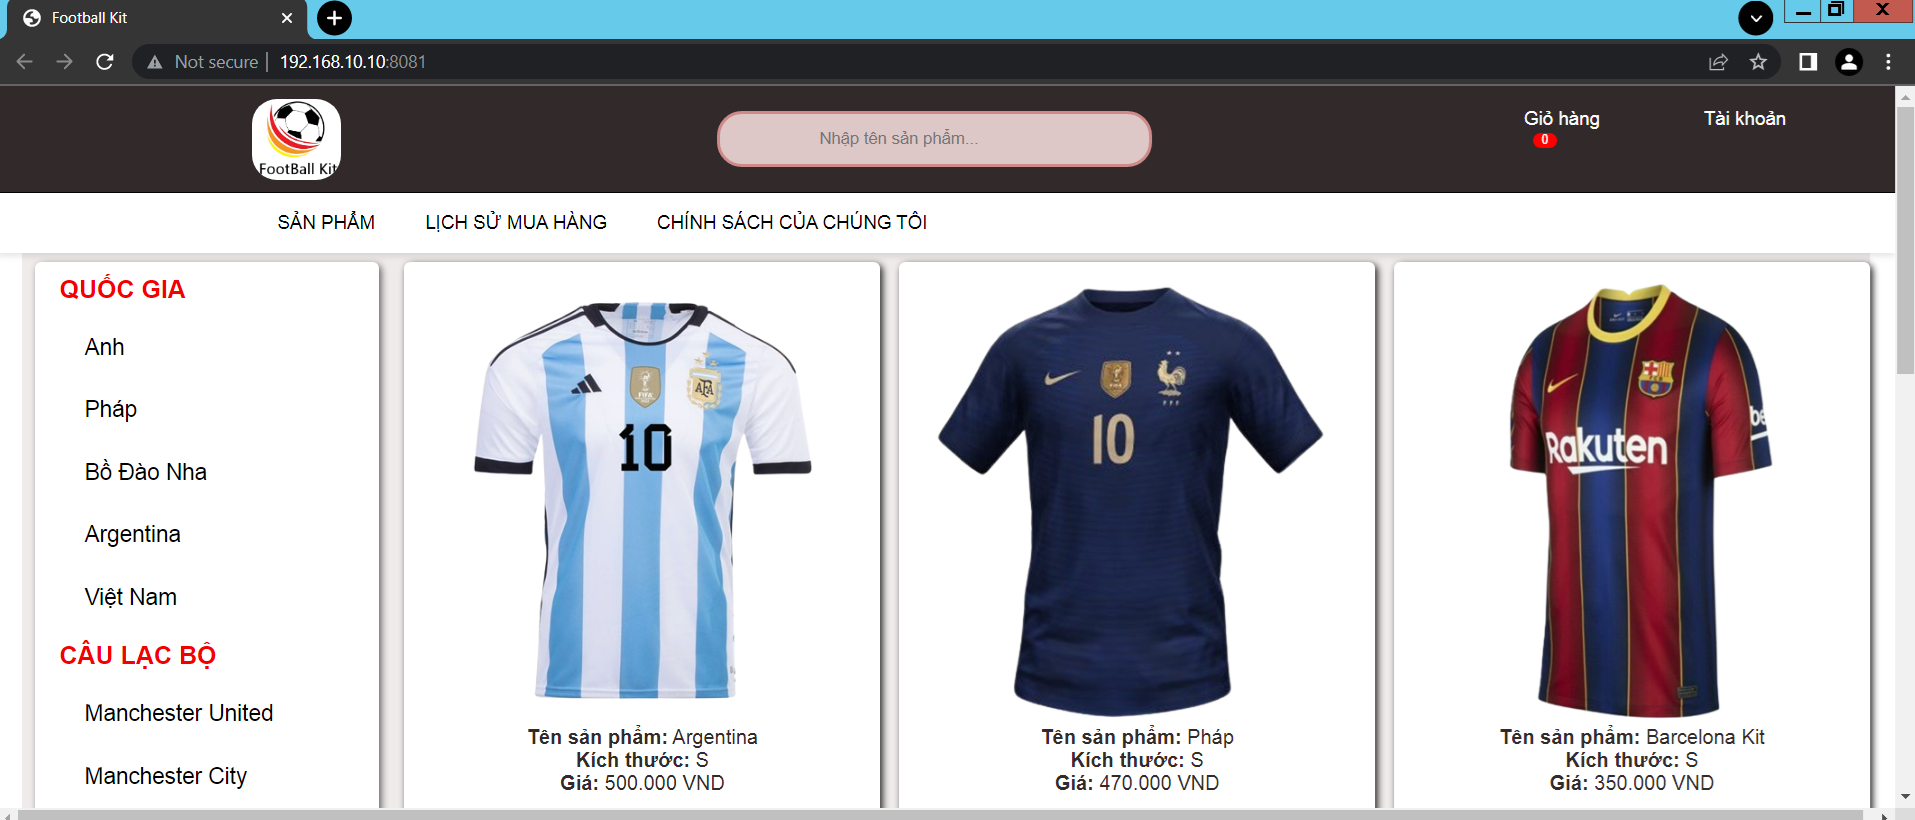 Football Kit
Not secure
192.168.10.10:8081
FootBall Kit
Nhập tên sản phẩm...
Giỏ hàng
0
Tài khoản
SẢN PHẨM
LỊCH SỬ MUA HÀNG
CHÍNH SÁCH CỦA CHÚNG TÔI
QUỐC GIA
Anh
Pháp
Bồ Đào Nha
Argentina
Việt Nam
CÂU LẠC BỘ
Manchester United
Manchester City
AFA
FIFA
10
Tên sản phẩm: Argentina
Kích thước: S
Giá: 500.000 VND
FFF
10
Tên sản phẩm: Pháp
Kích thước: S
Giá: 470.000 VND
Rakuten
be
Tên sản phẩm: Barcelona Kit
Kích thước: S
Giá: 350.000 VND